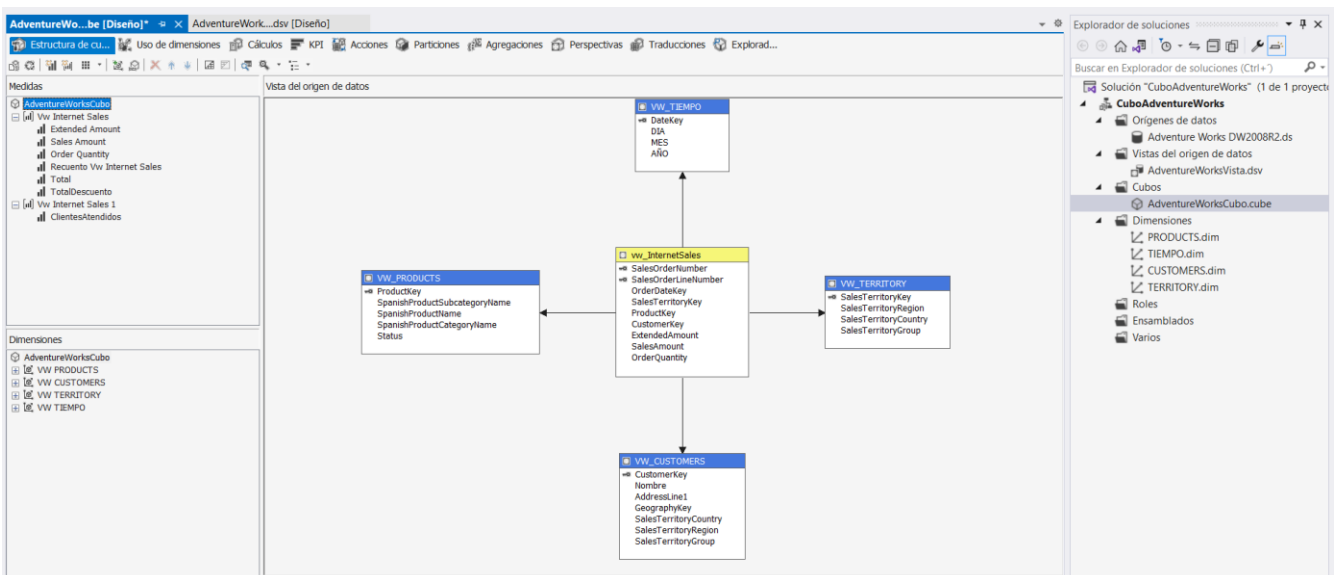 AdventureWo...be [Diseño]*
AdventureWork....dsv [Diseño]
Estructura de cu... Uso de dimensiones Cálculos KPI Acciones Particiones Agregaciones Perspectivas Traducciones Explorad...
Medidas
AdventureWorksCubo
Vw Internet Sales
Extended Amount
Sales Amount
Order Quantity
Recuento Vw Internet Sales
Total
TotalDescuento
Vw Internet Sales 1
ClientesAtendidos
Dimensiones
AdventureWorksCubo
VW PRODUCTS
VW CUSTOMERS
VW TERRITORY
VW TIEMPO
Vista del origen de datos
VW_TIEMPO
DateKey
DIA
MES
AÑO
VW_PRODUCTS
ProductKey
SpanishProductSubcategoryName
SpanishProductName
SpanishProductCategoryName
Status
vw_InternetSales
SalesOrderNumber
SalesOrderLineNumber
OrderDateKey
SalesTerritoryKey
ProductKey
CustomerKey
ExtendedAmount
SalesAmount
OrderQuantity
VW_TERRITORY
SalesTerritoryKey
SalesTerritoryRegion
SalesTerritoryCountry
SalesTerritoryGroup
VW_CUSTOMERS
CustomerKey
Nombre
AddressLine1
GeographyKey
SalesTerritoryCountry
SalesTerritoryRegion
SalesTerritoryGroup
Explorador de soluciones
Buscar en Explorador de soluciones (Ctrl+´)
Solución "CuboAdventureWorks" (1 de 1 proyect
CuboAdventureWorks
Orígenes de datos
Adventure Works DW2008R2.ds
Vistas del origen de datos
AdventureWorksVista.dsv
Cubos
AdventureWorksCubo.cube
Dimensiones
PRODUCTS.dim
TIEMPO.dim
CUSTOMERS.dim
TERRITORY.dim
Roles
Ensamblados
Varios